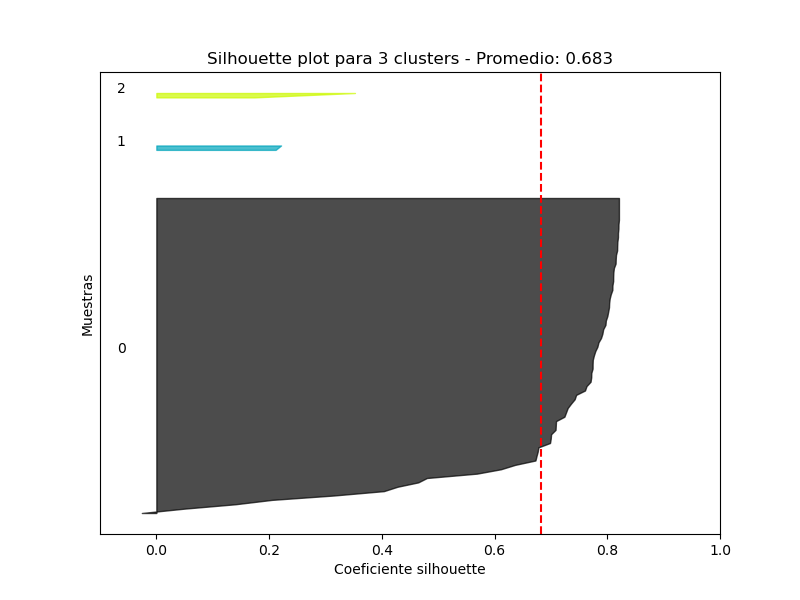 Silhouette plot para 3 clusters - Promedio: 0.683
2
1
0
Muestras
0.0 0.2 0.4 0.6 0.8 1.0
Coeficiente silhouette